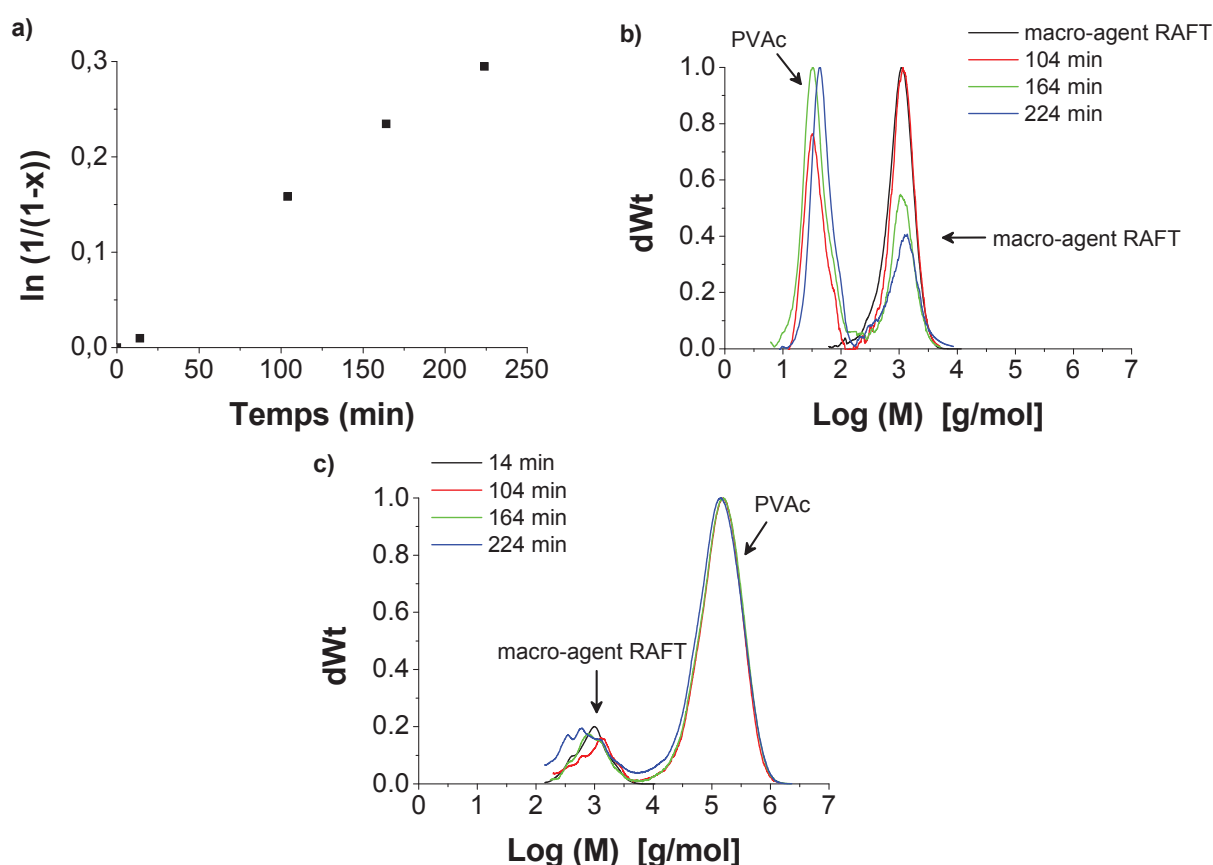 a)
0,3
0,2
0,1
0,0
ln (1/(1-x))
0 50 100 150 200 250
Temps (min)
b)
PVAc
macro-agent RAFT
104 min
164 min
224 min
1.0
0.8
0.6
0.4
0.2
0.0
dWt
macro-agent RAFT
0 1 2 3 4 5 6 7
Log (M) [g/mol]
c)
14 min
104 min
164 min
224 min
1.0
0.8
0.6
0.4
0.2
0.0
dWt
PVAc
macro-agent RAFT
0 1 2 3 4 5 6 7
Log (M) [g/mol]